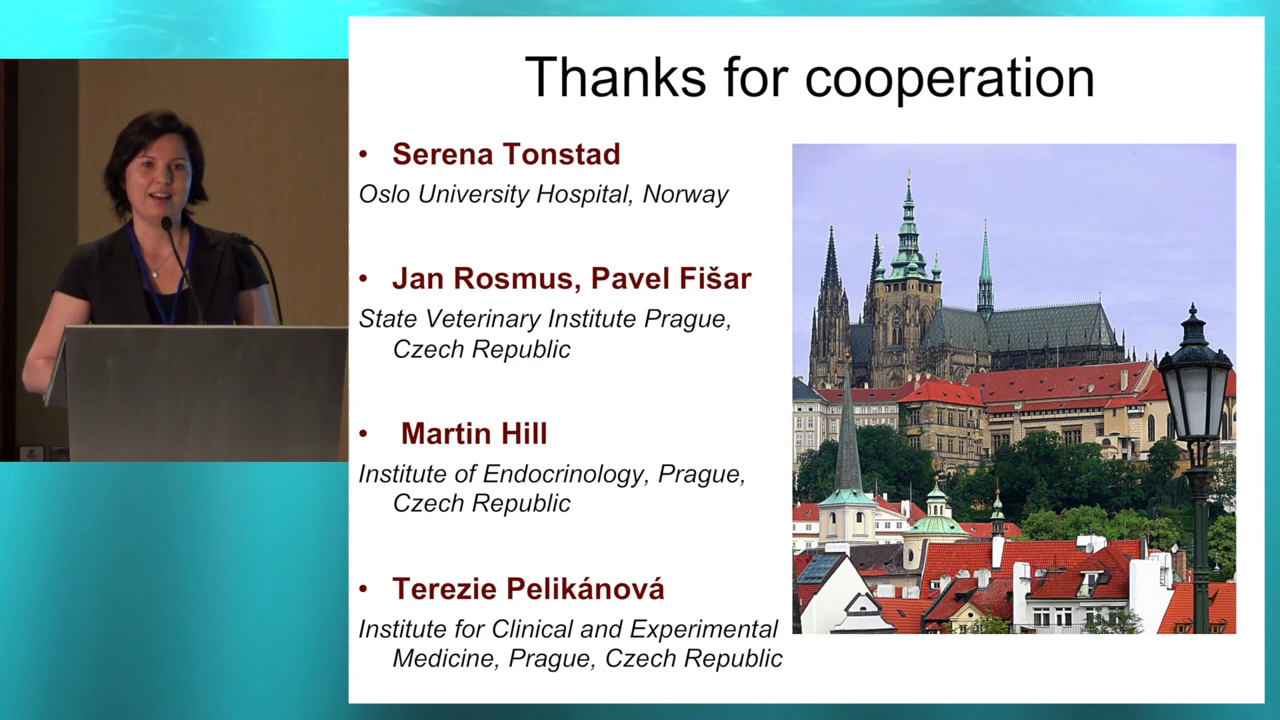 Thanks for cooperation
• Serena Tonstad
Oslo University Hospital, Norway
• Jan Rosmus, Pavel Fišar
State Veterinary Institute Prague,
Czech Republic
• Martin Hill
Institute of Endocrinology, Prague,
Czech Republic
• Terezie Pelikánová
Institute for Clinical and Experimental
Medicine, Prague, Czech Republic